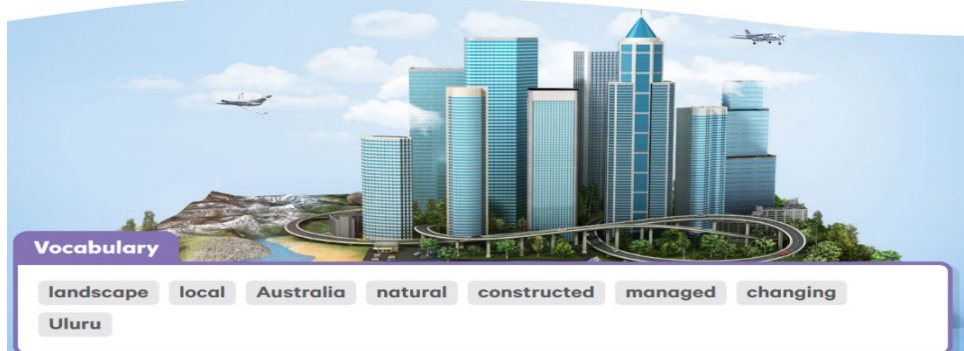 Vocabulary
landscape local Australia natural constructed managed changing
Uluru